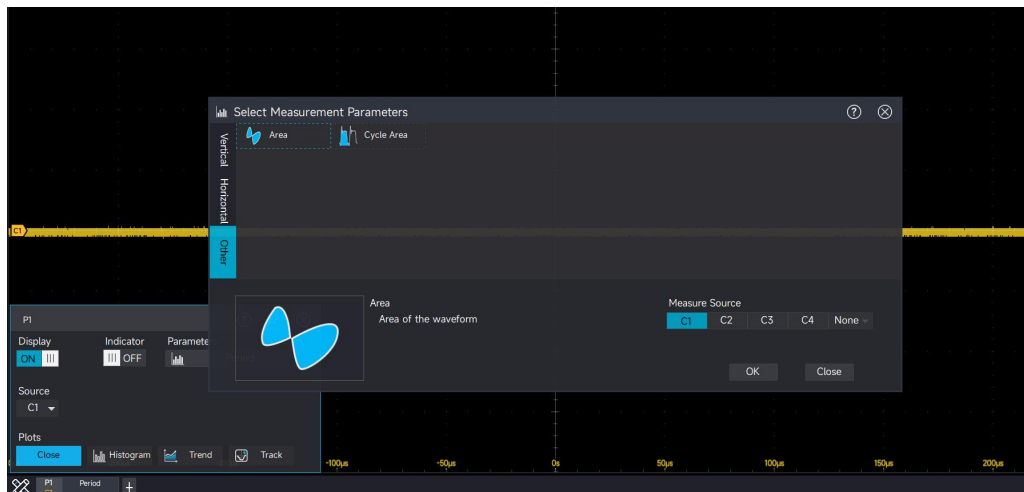 Select Measurement Parameters
?
Vertical
Horizontal
Other
Area
Cycle Area
C1
Area
Area of the waveform
Measure Source
C1 C2 C3 C4 None
OK Close
P1
Display Indicator Paramete
ON OFF
Source
C1
Plots
Close Histogram Trend Track
-100μs -50μs 0s 50μs 100μs 150μs 200μs
P1 Period +
C1